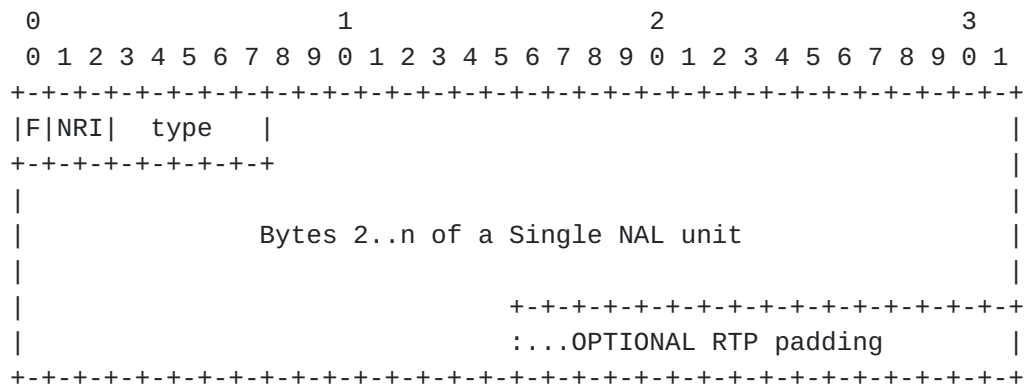 0                   1                   2                   3
 0 1 2 3 4 5 6 7 8 9 0 1 2 3 4 5 6 7 8 9 0 1 2 3 4 5 6 7 8 9 0 1
+-+-+-+-+-+-+-+-+-+-+-+-+-+-+-+-+-+-+-+-+-+-+-+-+-+-+-+-+-+-+-+-+
|F|NRI|  type   |                                               |
+-+-+-+-+-+-+-+-+                                               |
|                                                               |
|               Bytes 2..n of a Single NAL unit                 |
|                                                               |
|                               +-+-+-+-+-+-+-+-+-+-+-+-+-+-+-+-+
|                               :...OPTIONAL RTP padding        |
+-+-+-+-+-+-+-+-+-+-+-+-+-+-+-+-+-+-+-+-+-+-+-+-+-+-+-+-+-+-+-+-+